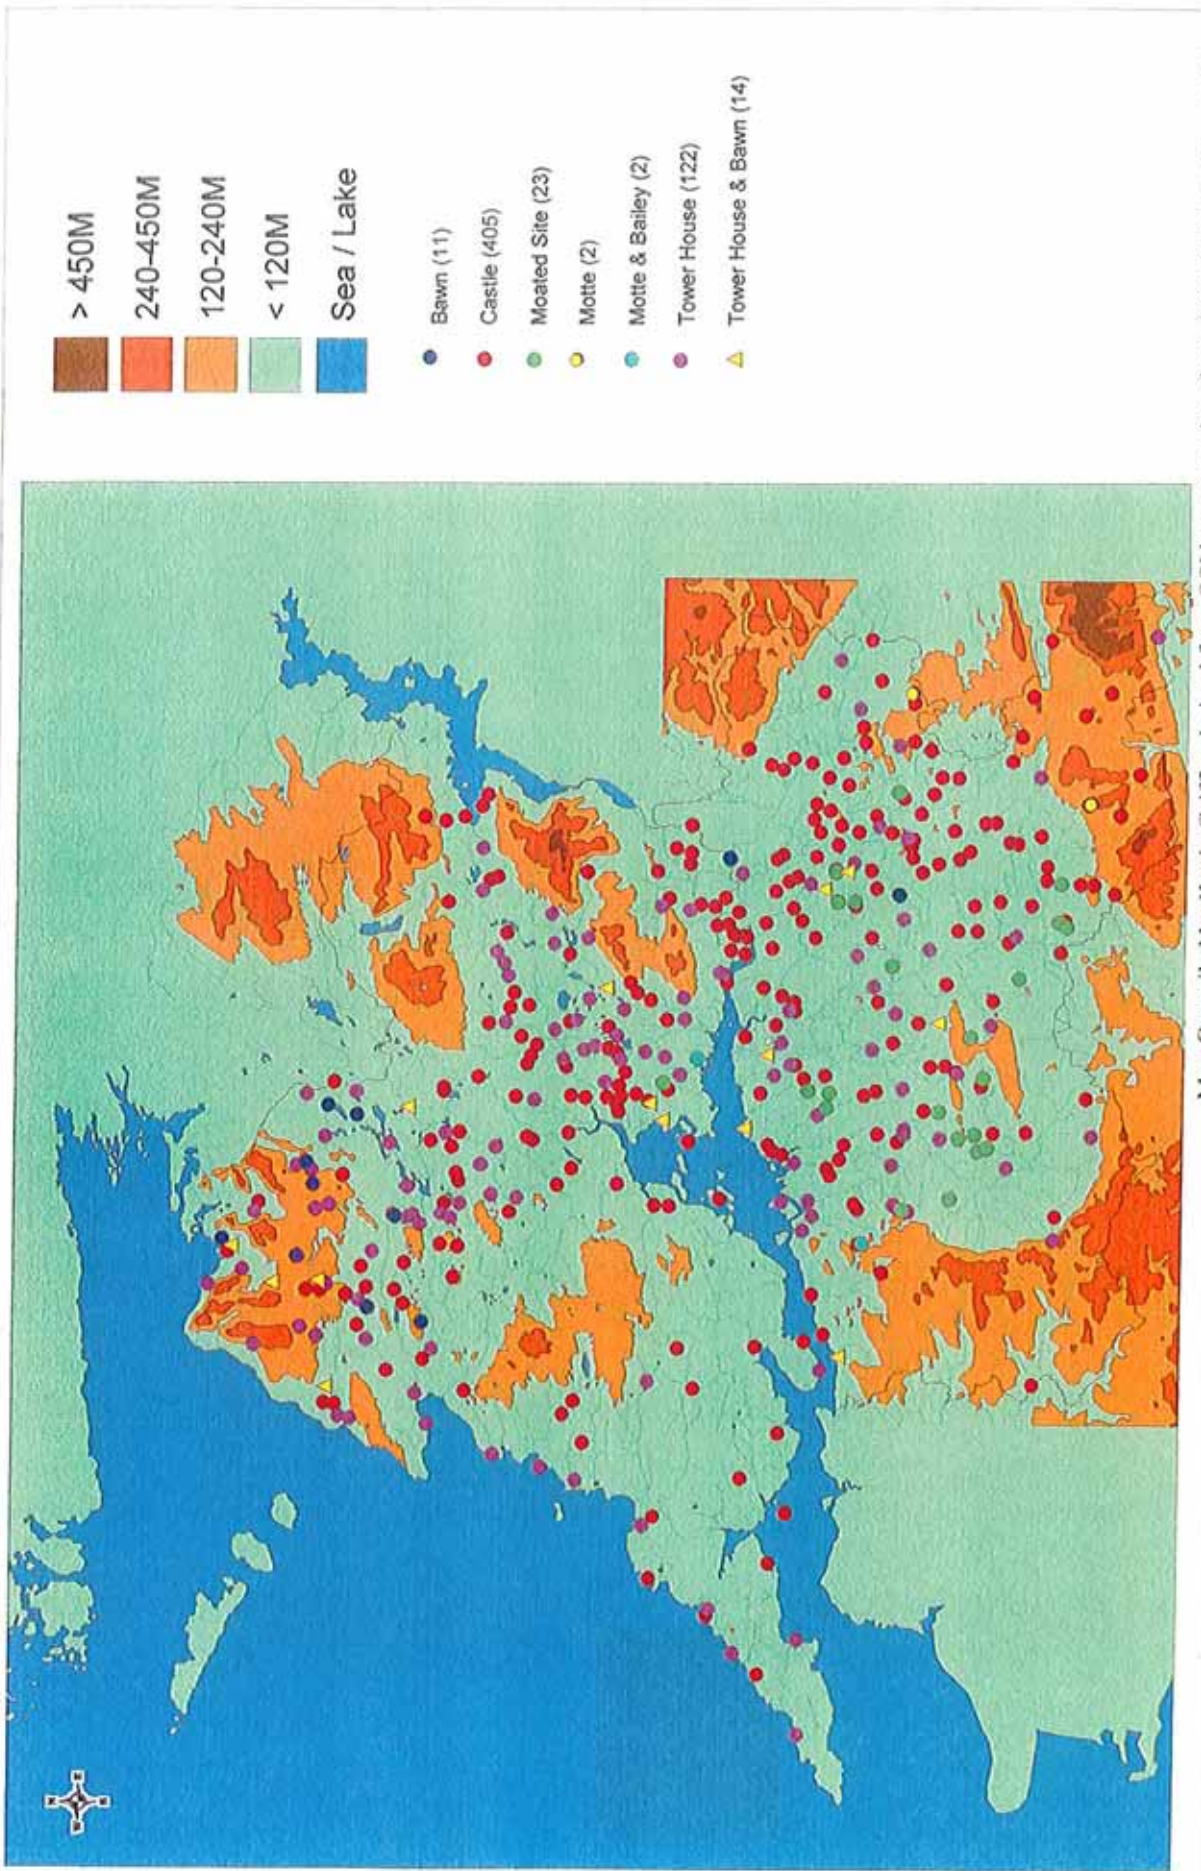 > 450M
240-450M
120-240M
< 120M
Sea / Lake
Bawn (11)
Castle (405)
Moated Site (23)
Motte (2)
Motte & Bailey (2)
Tower House (122)
Tower House & Bawn (14)